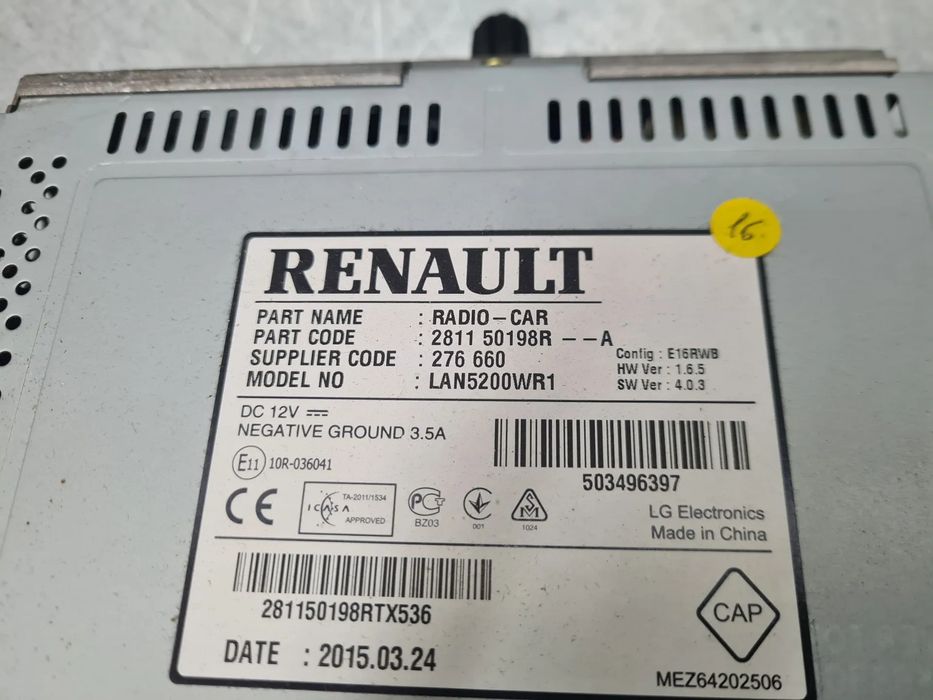 16.
RENAULT
PART NAME : RADIO-CAR
PART CODE : 2811 50198R --A
SUPPLIER CODE : 276 660
MODEL NO : LAN5200WR1
Config : E16RWB
HW Ver : 1.6.5
SW Ver : 4.0.3
DC 12V
NEGATIVE GROUND 3.5A
E11 10R-036041
503496397
CE
TA-2011/1534
ICASA
APPROVED
BZ03
001
1024
LG Electronics
Made in China
281150198RTX536
CAP
DATE : 2015.03.24
MEZ64202506